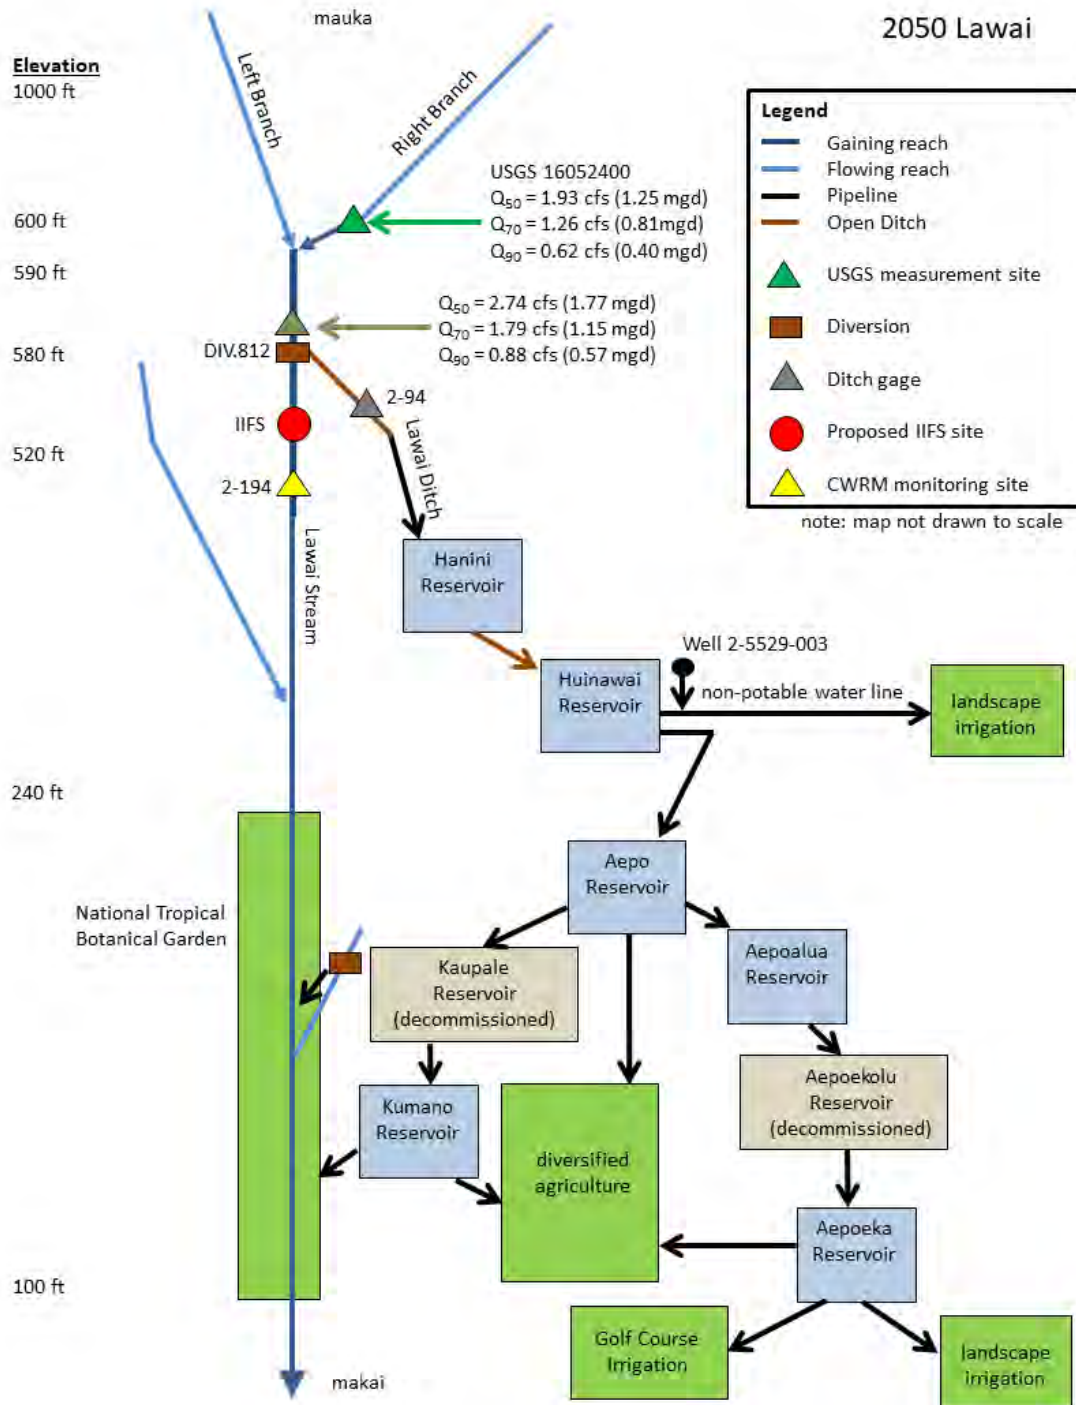 mauka
2050 Lawai
Elevation
1000 ft
Left Branch
Right Branch
Legend
Gaining reach
Flowing reach
Pipeline
Open Ditch
USGS measurement site
Diversion
Ditch gage
Proposed IIFS site
CWRM monitoring site
note: map not drawn to scale
USGS 16052400
Q50 = 1.93 cfs (1.25 mgd)
Q70 = 1.26 cfs (0.81mgd)
Q90 = 0.62 cfs (0.40 mgd)
600 ft
590 ft
Q50 = 2.74 cfs (1.77 mgd)
Q70 = 1.79 cfs (1.15 mgd)
Q90 = 0.88 cfs (0.57 mgd)
580 ft
DIV.812
2-94
IIFS
520 ft
2-194
Lawai Ditch
Lawai Stream
Hanini
Reservoir
Well 2-5529-003
Huinawai
Reservoir
non-potable water line
landscape
irrigation
240 ft
Aepo
Reservoir
National Tropical
Botanical Garden
Kaupale
Reservoir
(decommissioned)
Aepoalua
Reservoir
Aepoekolu
Reservoir
(decommissioned)
Kumano
Reservoir
diversified
agriculture
Aepoeka
Reservoir
100 ft
Golf Course
Irrigation
landscape
irrigation
makai